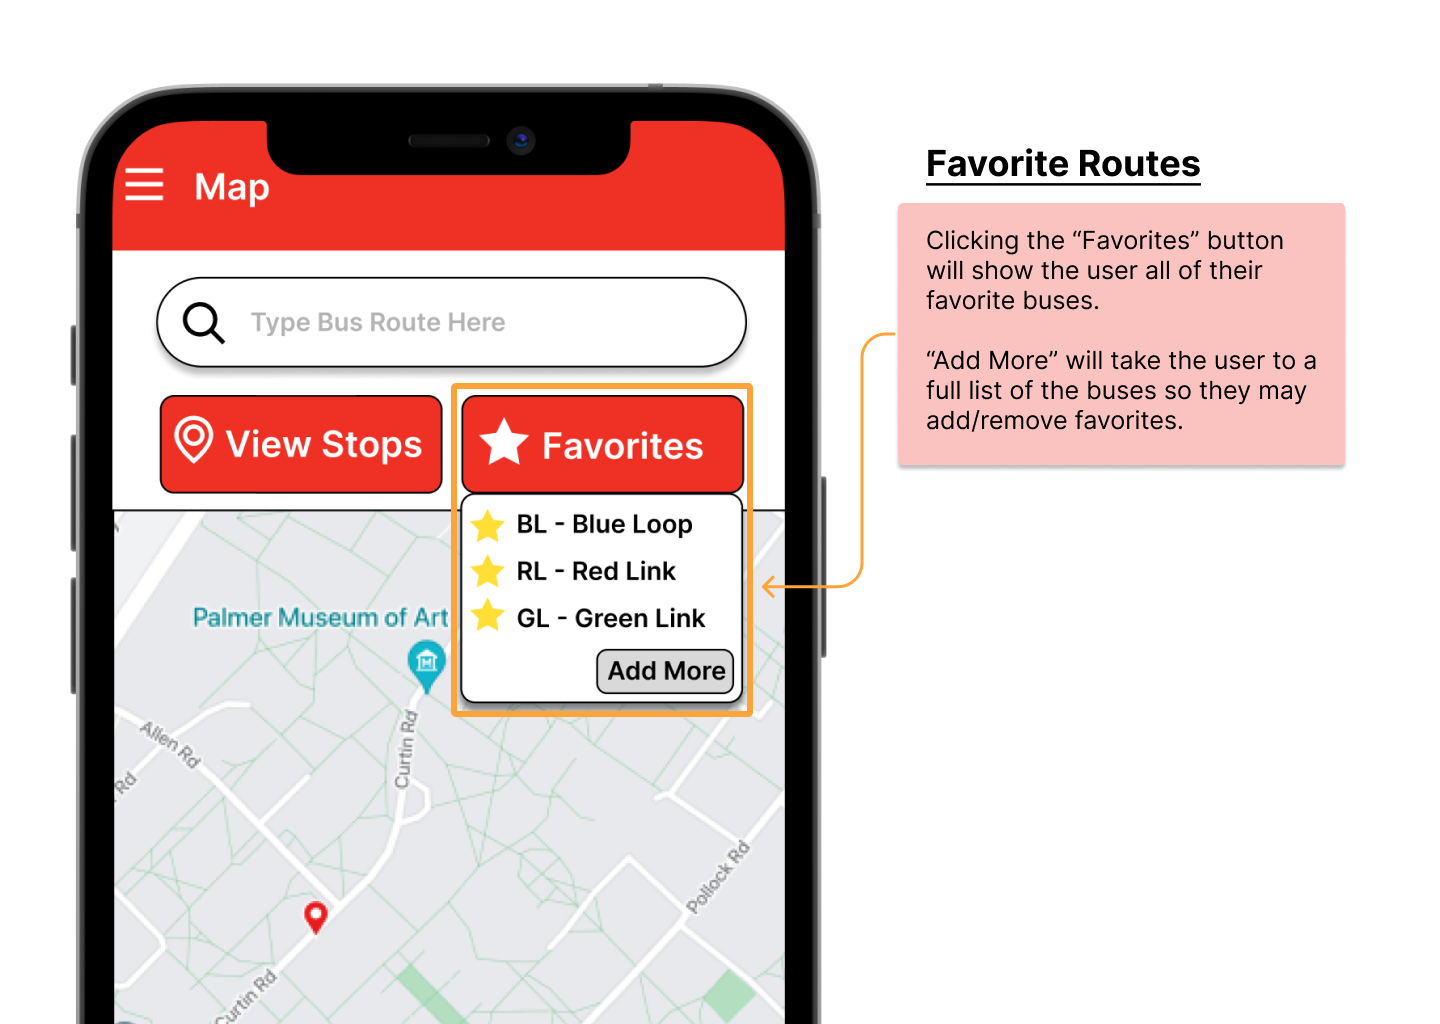 Map
Type Bus Route Here
View Stops
Favorites
BL - Blue Loop
RL - Red Link
GL - Green Link
Add More
Palmer Museum of Art
Allen Rd
Rd
Curtin Rd
Pollock Rd
Curtin Rd
Favorite Routes
Clicking the “Favorites” button
will show the user all of their
favorite buses.
“Add More” will take the user to a
full list of the buses so they may
add/remove favorites.